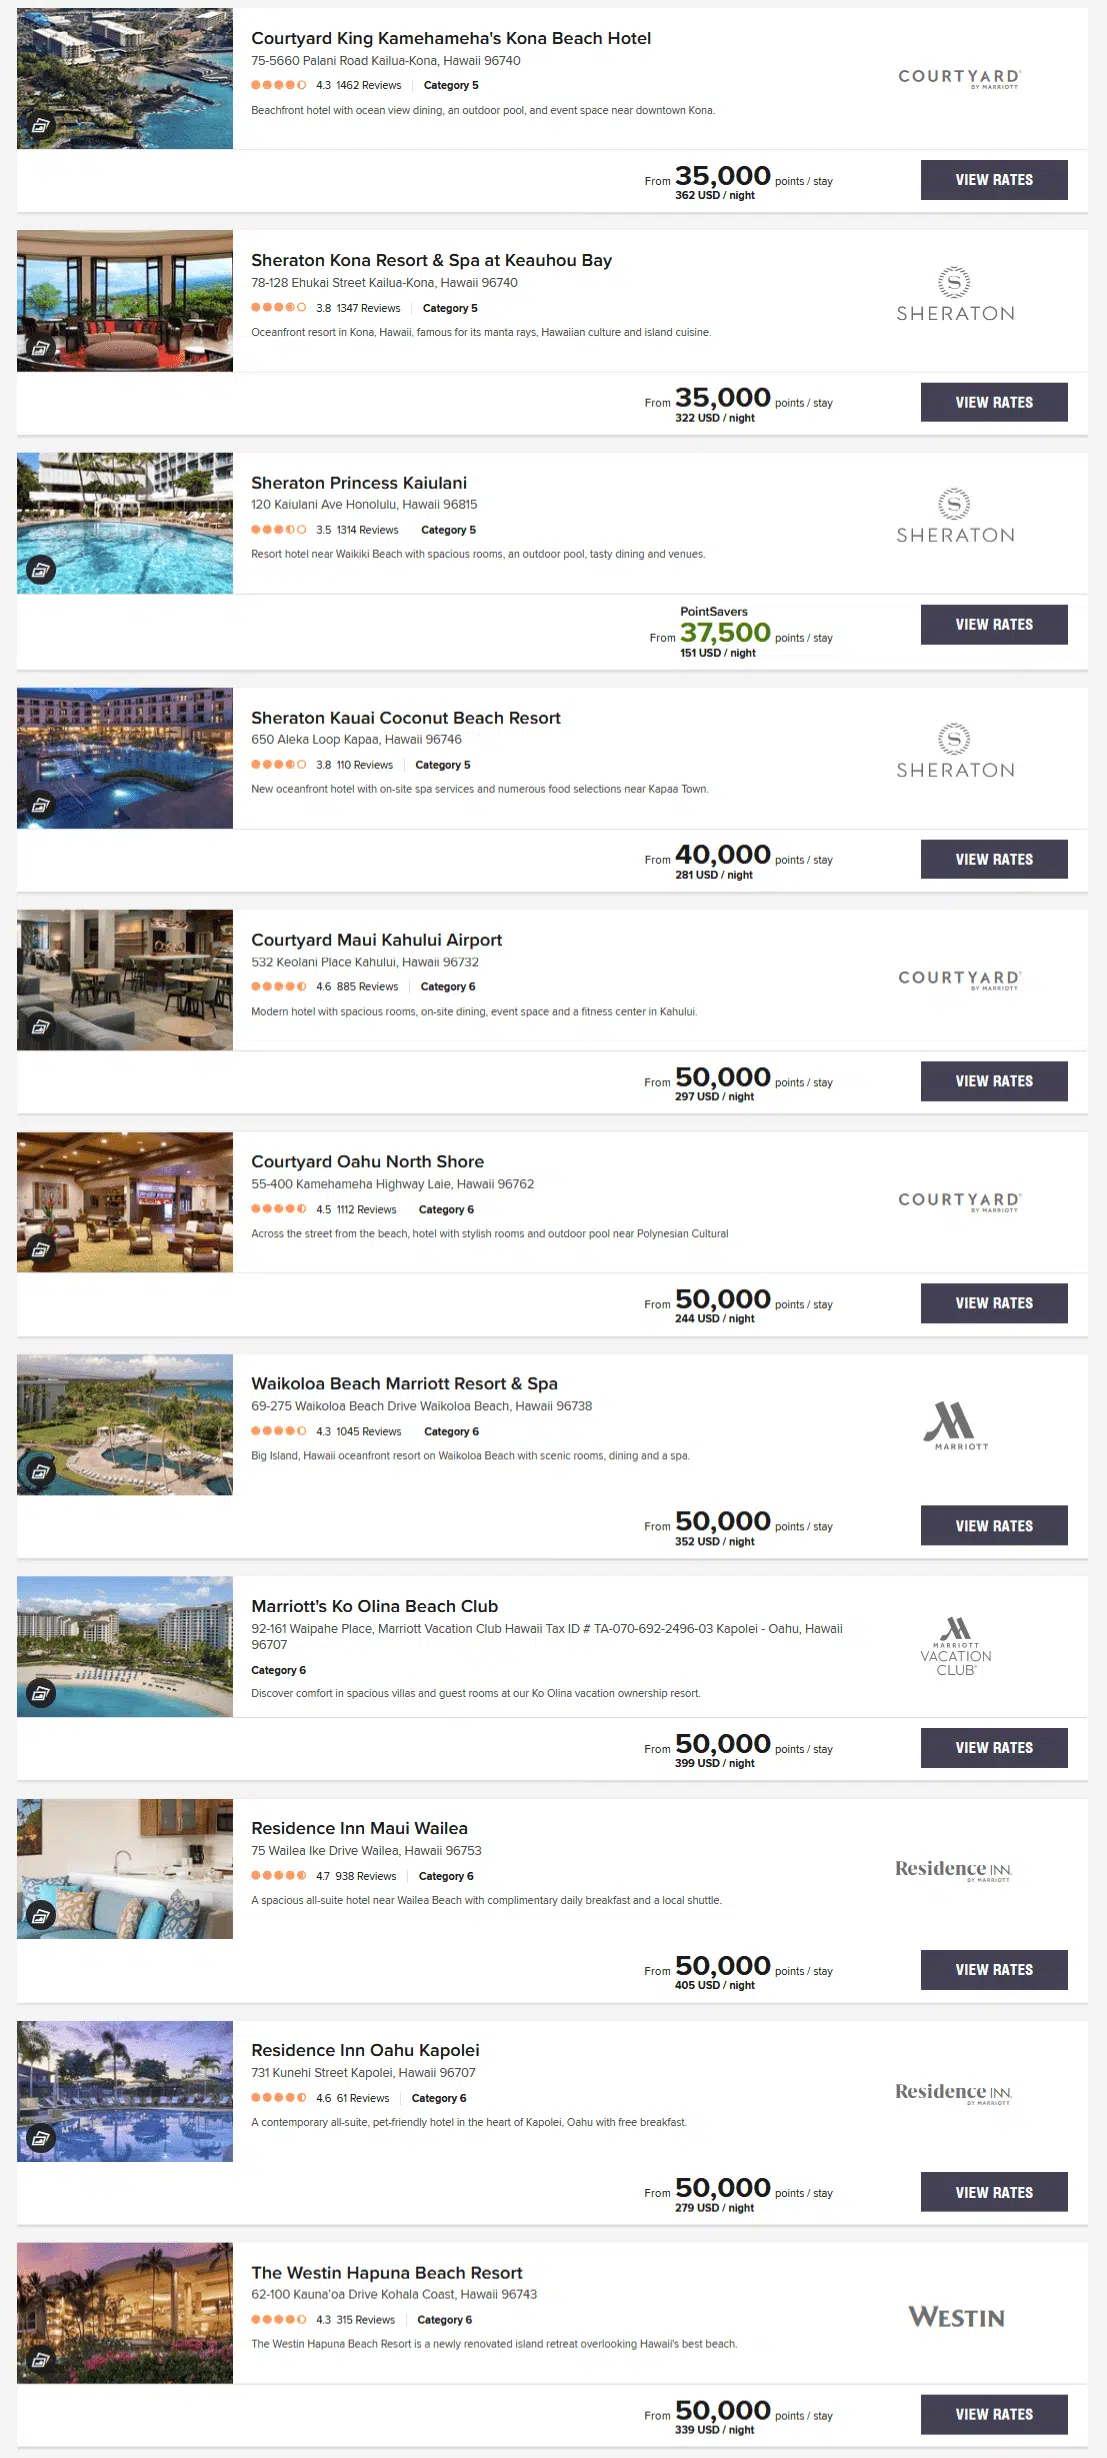 Courtyard King Kamehameha's Kona Beach Hotel
75-5660 Palani Road Kailua-Kona, Hawaii 96740
4.3 1462 Reviews Category 5
Beachfront hotel with ocean view dining, an outdoor pool, and event space near downtown Kona.
COURTYARD®
BY MARRIOTT
From 35,000 points / stay
362 USD / night
VIEW RATES
Sheraton Kona Resort & Spa at Keauhou Bay
78-128 Ehukai Street Kailua-Kona, Hawaii 96740
3.8 1347 Reviews Category 5
Oceanfront resort in Kona, Hawaii, famous for its manta rays, Hawaiian culture and island cuisine.
S
SHERATON
From 35,000 points / stay
322 USD / night
VIEW RATES
Sheraton Princess Kaiulani
120 Kaiulani Ave Honolulu, Hawaii 96815
3.5 1314 Reviews Category 5
Resort hotel near Waikiki Beach with spacious rooms, an outdoor pool, tasty dining and venues.
S
SHERATON
PointSavers
From 37,500 points / stay
151 USD / night
VIEW RATES
Sheraton Kauai Coconut Beach Resort
650 Aleka Loop Kapaa, Hawaii 96746
3.8 110 Reviews Category 5
New oceanfront hotel with on-site spa services and numerous food selections near Kapaa Town.
S
SHERATON
From 40,000 points / stay
281 USD / night
VIEW RATES
Courtyard Maui Kahului Airport
532 Keolani Place Kahului, Hawaii 96732
4.6 885 Reviews Category 6
Modern hotel with spacious rooms, on-site dining, event space and a fitness center in Kahului.
COURTYARD®
BY MARRIOTT
From 50,000 points / stay
297 USD / night
VIEW RATES
Courtyard Oahu North Shore
55-400 Kamehameha Highway Laie, Hawaii 96762
4.5 1112 Reviews Category 6
Across the street from the beach, hotel with stylish rooms and outdoor pool near Polynesian Cultural
COURTYARD®
BY MARRIOTT
From 50,000 points / stay
244 USD / night
VIEW RATES
Waikoloa Beach Marriott Resort & Spa
69-275 Waikoloa Beach Drive Waikoloa Beach, Hawaii 96738
4.3 1045 Reviews Category 6
Big Island, Hawaii oceanfront resort on Waikoloa Beach with scenic rooms, dining and a spa.
MARRIOTT
From 50,000 points / stay
352 USD / night
VIEW RATES
Marriott's Ko Olina Beach Club
92-161 Waipahe Place, Marriott Vacation Club Hawaii Tax ID # TA-070-692-2496-03 Kapolei - Oahu, Hawaii
96707
Category 6
Discover comfort in spacious villas and guest rooms at our Ko Olina vacation ownership resort.
MARRIOTT
VACATION
CLUB®
From 50,000 points / stay
399 USD / night
VIEW RATES
Residence Inn Maui Wailea
75 Wailea Ike Drive Wailea, Hawaii 96753
4.7 938 Reviews Category 6
A spacious all-suite hotel near Wailea Beach with complimentary daily breakfast and a local shuttle.
Residence INN.
BY MARRIOTT
From 50,000 points / stay
405 USD / night
VIEW RATES
Residence Inn Oahu Kapolei
731 Kunehi Street Kapolei, Hawaii 96707
4.6 61 Reviews Category 6
A contemporary all-suite, pet-friendly hotel in the heart of Kapolei, Oahu with free breakfast.
Residence INN.
BY MARRIOTT
From 50,000 points / stay
279 USD / night
VIEW RATES
The Westin Hapuna Beach Resort
62-100 Kauna'oa Drive Kohala Coast, Hawaii 96743
4.3 315 Reviews Category 6
The Westin Hapuna Beach Resort is a newly renovated island retreat overlooking Hawaii's best beach.
WESTIN
From 50,000 points / stay
339 USD / night
VIEW RATES